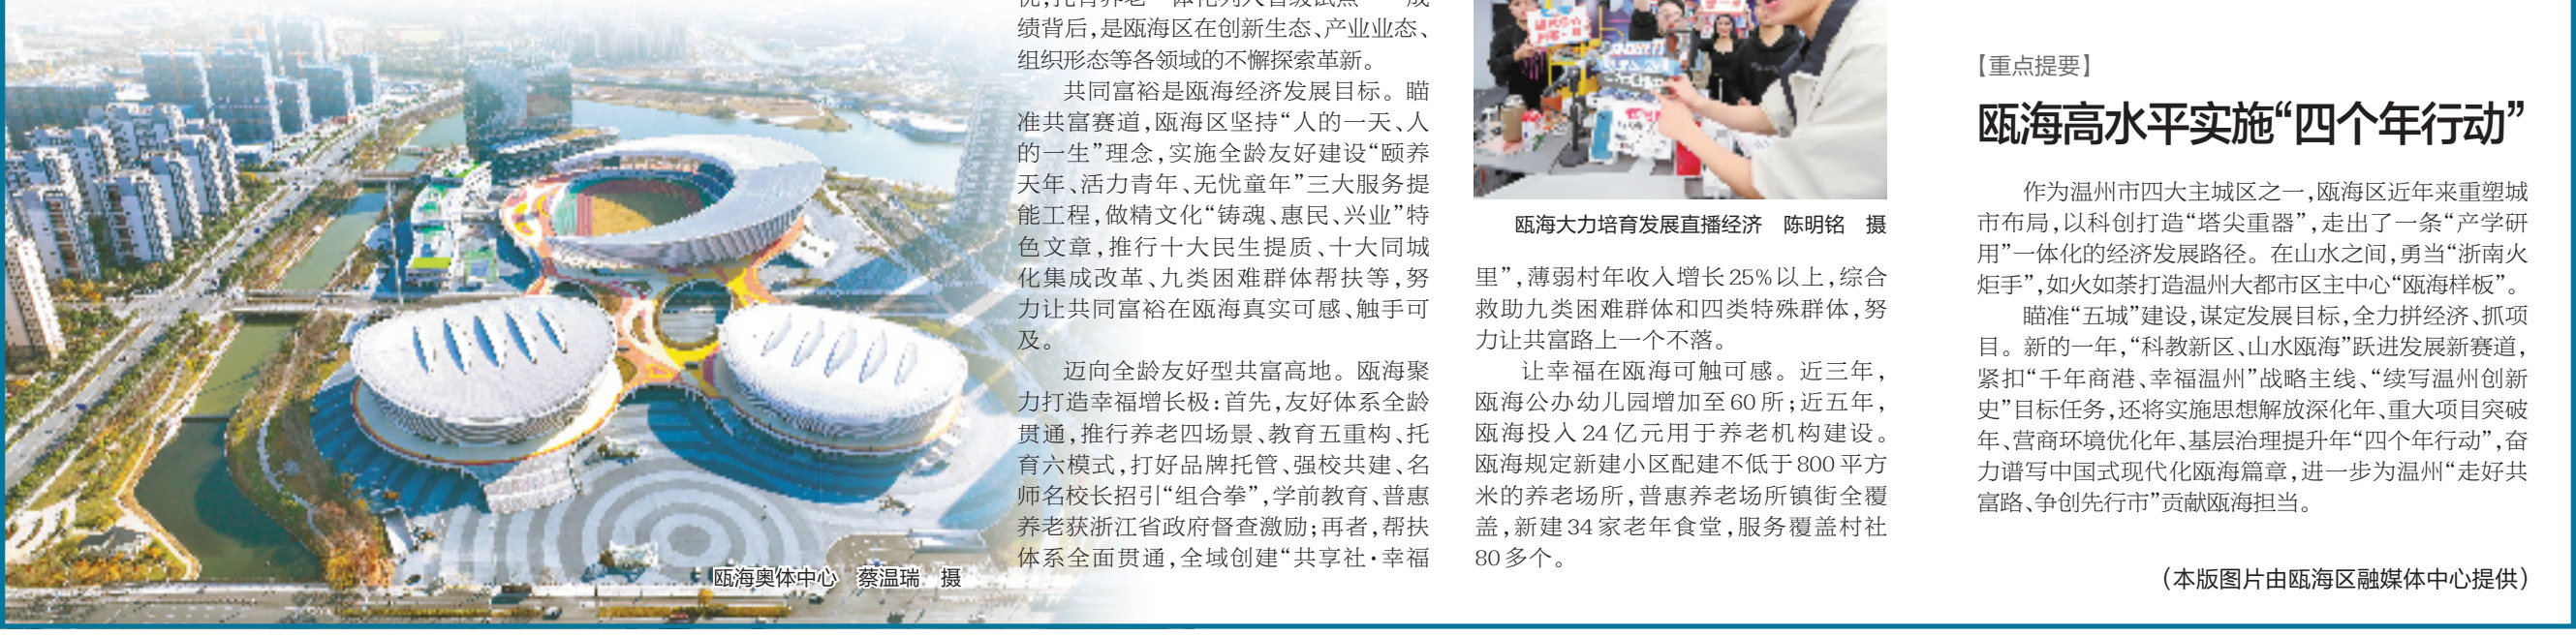 绩背后，是瓯海区在创新生态、产业业态、
组织形态等各领域的不懈探索革新。
共同富裕是瓯海经济发展目标。瞄
准共富赛道，瓯海区坚持“人的一天、人
的一生”理念，实施全龄友好建设“颐养
天年、活力青年、无忧童年”三大服务提
能工程，做精文化“铸魂、惠民、兴业”特
色文章，推行十大民生提质、十大同城
化集成改革、九类困难群体帮扶等，努
力让共同富裕在瓯海真实可感、触手可
及。
迈向全龄友好型共富高地。瓯海聚
力打造幸福增长极：首先，友好体系全龄
贯通，推行养老四场景、教育五重构、托
育六模式，打好品牌托管、强校共建、名
师名校长招引“组合拳”，学前教育、普惠
养老获浙江省政府督查激励；再者，帮扶
体系全面贯通，全域创建“共享社·幸福
瓯海奥体中心　蔡温瑞　摄
瓯海大力培育发展直播经济　陈明铭　摄
里”，薄弱村年收入增长25%以上，综合
救助九类困难群体和四类特殊群体，努
力让共富路上一个不落。
让幸福在瓯海可触可感。近三年，
瓯海公办幼儿园增加至60所；近五年，
瓯海投入24亿元用于养老机构建设。
瓯海规定新建小区配建不低于800平方
米的养老场所，普惠养老场所镇街全覆
盖，新建34家老年食堂，服务覆盖村社
80多个。
【重点提要】
瓯海高水平实施“四个年行动”
作为温州市四大主城区之一，瓯海区近年来重塑城
市布局，以科创打造“塔尖重器”，走出了一条“产学研
用”一体化的经济发展路径。在山水之间，勇当“浙南火
炬手”，如火如荼打造温州大都市区主中心“瓯海样板”。
瞄准“五城”建设，谋定发展目标，全力拼经济、抓项
目。新的一年，“科教新区、山水瓯海”跃进发展新赛道，
紧扣“千年商港、幸福温州”战略主线、“续写温州创新
史”目标任务，还将实施思想解放深化年、重大项目突破
年、营商环境优化年、基层治理提升年“四个年行动”，奋
力谱写中国式现代化瓯海篇章，进一步为温州“走好共
富路、争创先行市”贡献瓯海担当。
（本版图片由瓯海区融媒体中心提供）